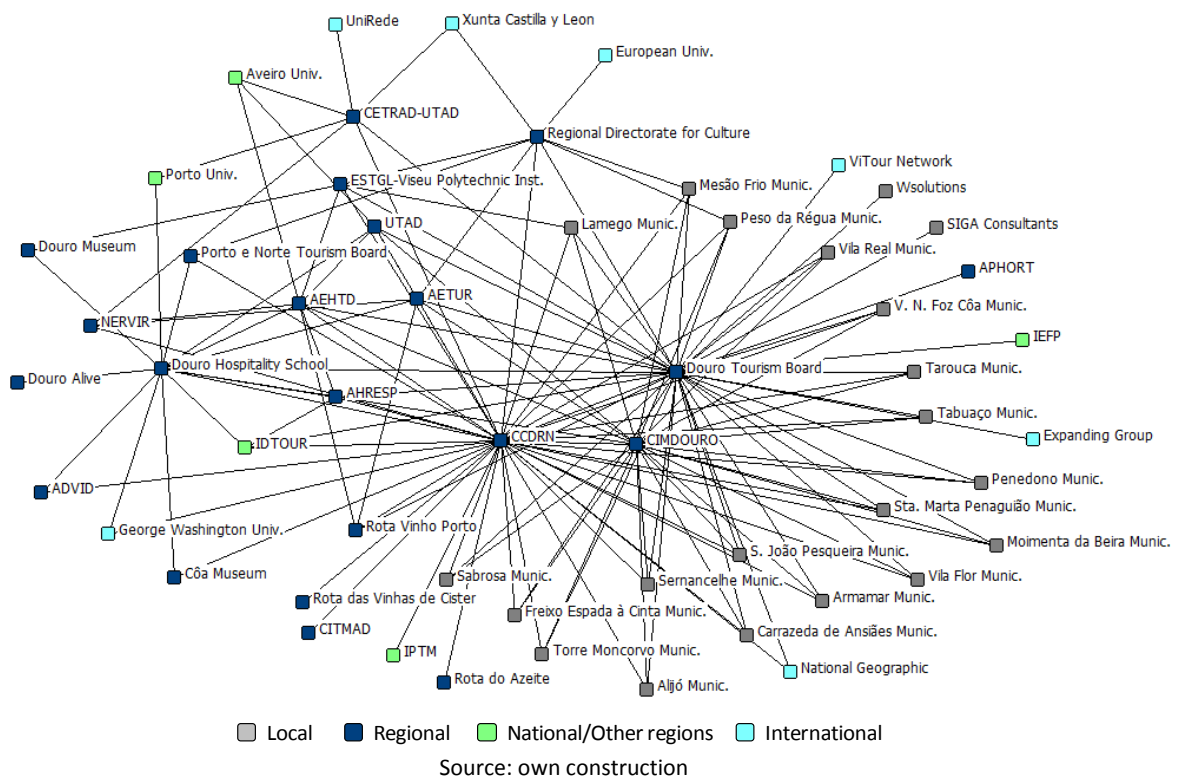 UniRede
Xunta Castilla y Leon
European Univ.
Aveiro Univ.
CETRAD-UTAD
Regional Directorate for Culture
ViTour Network
Porto Univ.
ESTGL-Viseu Polytechnic Inst.
Mesão Frio Munic.
Wsolutions
Lamego Munic.
Peso da Régua Munic.
UTAD
SIGA Consultants
Douro Museum
Porto e Norte Tourism Board
Vila Real Munic.
APHORT
AEHTD
AETUR
V. N. Foz Côa Munic.
NERVIR
IEFP
Douro Hospitality School
Douro Tourism Board
Tarouca Munic.
Douro Alive
AHRESP
Tabuaço Munic.
IDTOUR
CCDRN
CIMDOURO
Expanding Group
ADVID
Penedono Munic.
Sta. Marta Penaguião Munic.
George Washington Univ.
Rota Vinho Porto
Moimenta da Beira Munic.
S. João Pesqueira Munic.
Côa Museum
Sabrosa Munic.
Sernancelhe Munic.
Vila Flor Munic.
Rota das Vinhas de Cister
Freixo Espada à Cinta Munic.
Armamar Munic.
CITMAD
Carrazeda de Ansiães Munic.
IPTM
Torre Moncorvo Munic.
National Geographic
Rota do Azeite
Alijó Munic.
Local Regional National/Other regions International
Source: own construction